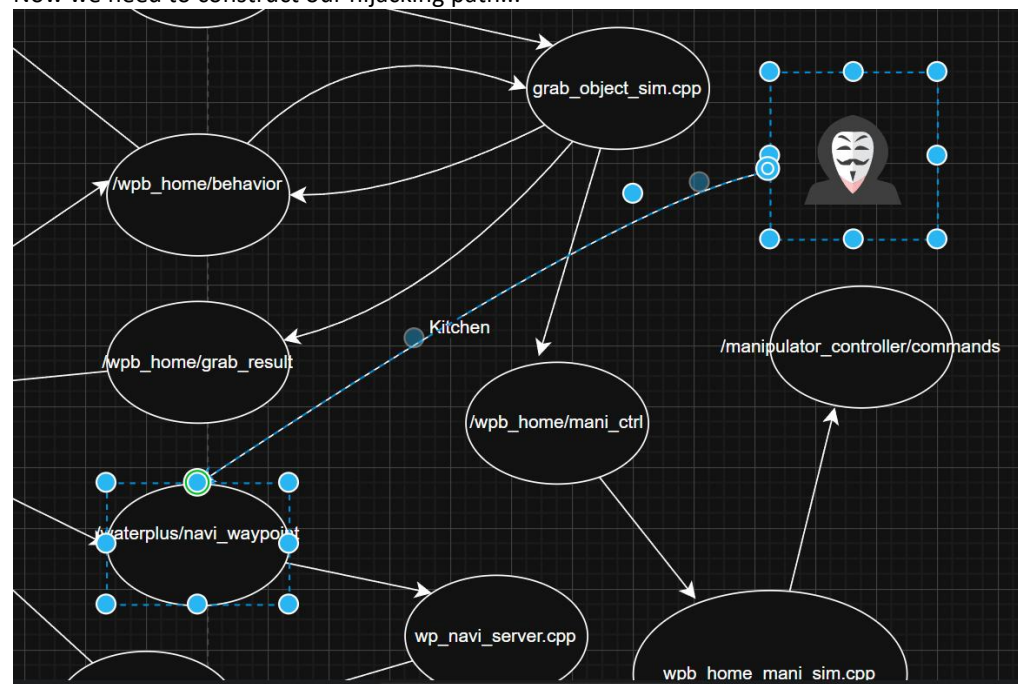 Now we need to construct our hijacking path...
grab_object_sim.cpp
/wpb_home/behavior
Kitchen
/manipulator_controller/commands
/wpb_home/grab_result
/wpb_home/mani_ctrl
/waterplus/navi_waypoint
wp_navi_server.cpp
wpb_home_mani_sim.cpp